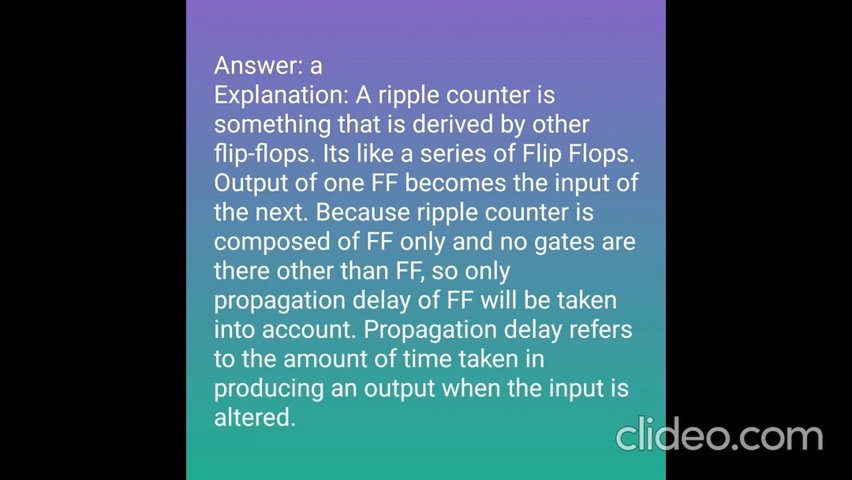 Answer: a
Explanation: A ripple counter is
something that is derived by other
flip-flops. Its like a series of Flip Flops.
Output of one FF becomes the input of
the next. Because ripple counter is
composed of FF only and no gates are
there other than FF, so only
propagation delay of FF will be taken
into account. Propagation delay refers
to the amount of time taken in
producing an output when the input is
altered.
clideo.com